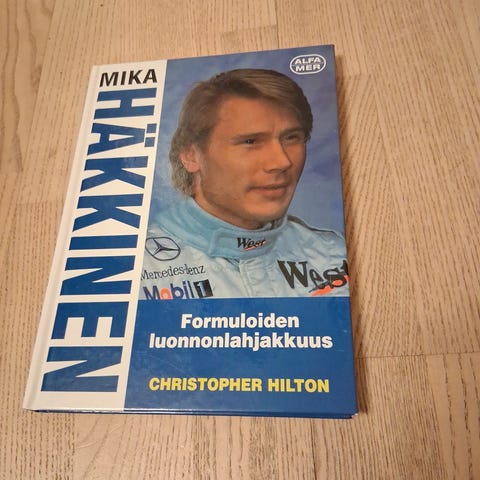 MIKA
HÄKKINEN
ALFA
MER
West
Mercedes-Benz
West
Mobil 1
Formuloiden
luonnonlahjakkuus
CHRISTOPHER HILTON